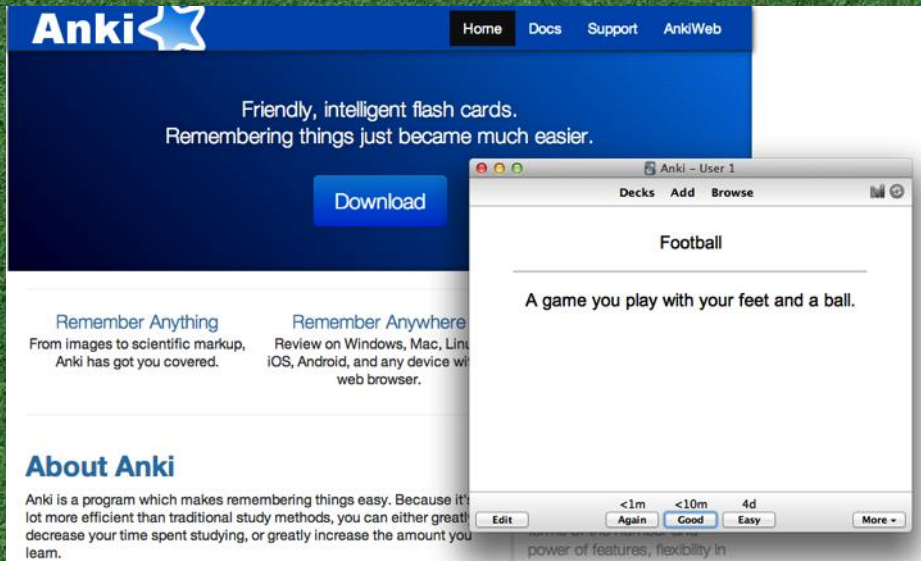 Anki
Home Docs Support AnkiWeb
Friendly, intelligent flash cards.
Remembering things just became much easier.
Download
Remember Anything
From images to scientific markup,
Anki has got you covered.
Remember Anywhere
Review on Windows, Mac,
iOS, Android, and any device
web browser.
About Anki
Anki is a program which makes remembering things easy. Because it's
lot more efficient than traditional study methods, you can either
decrease your time spent studying, or greatly increase the amount you
learn.
Anki - User 1
Decks Add Browse
Football
A game you play with your feet and a ball.
<1m <10m 4d
Edit Again Good Easy More
power of features, flexibility in